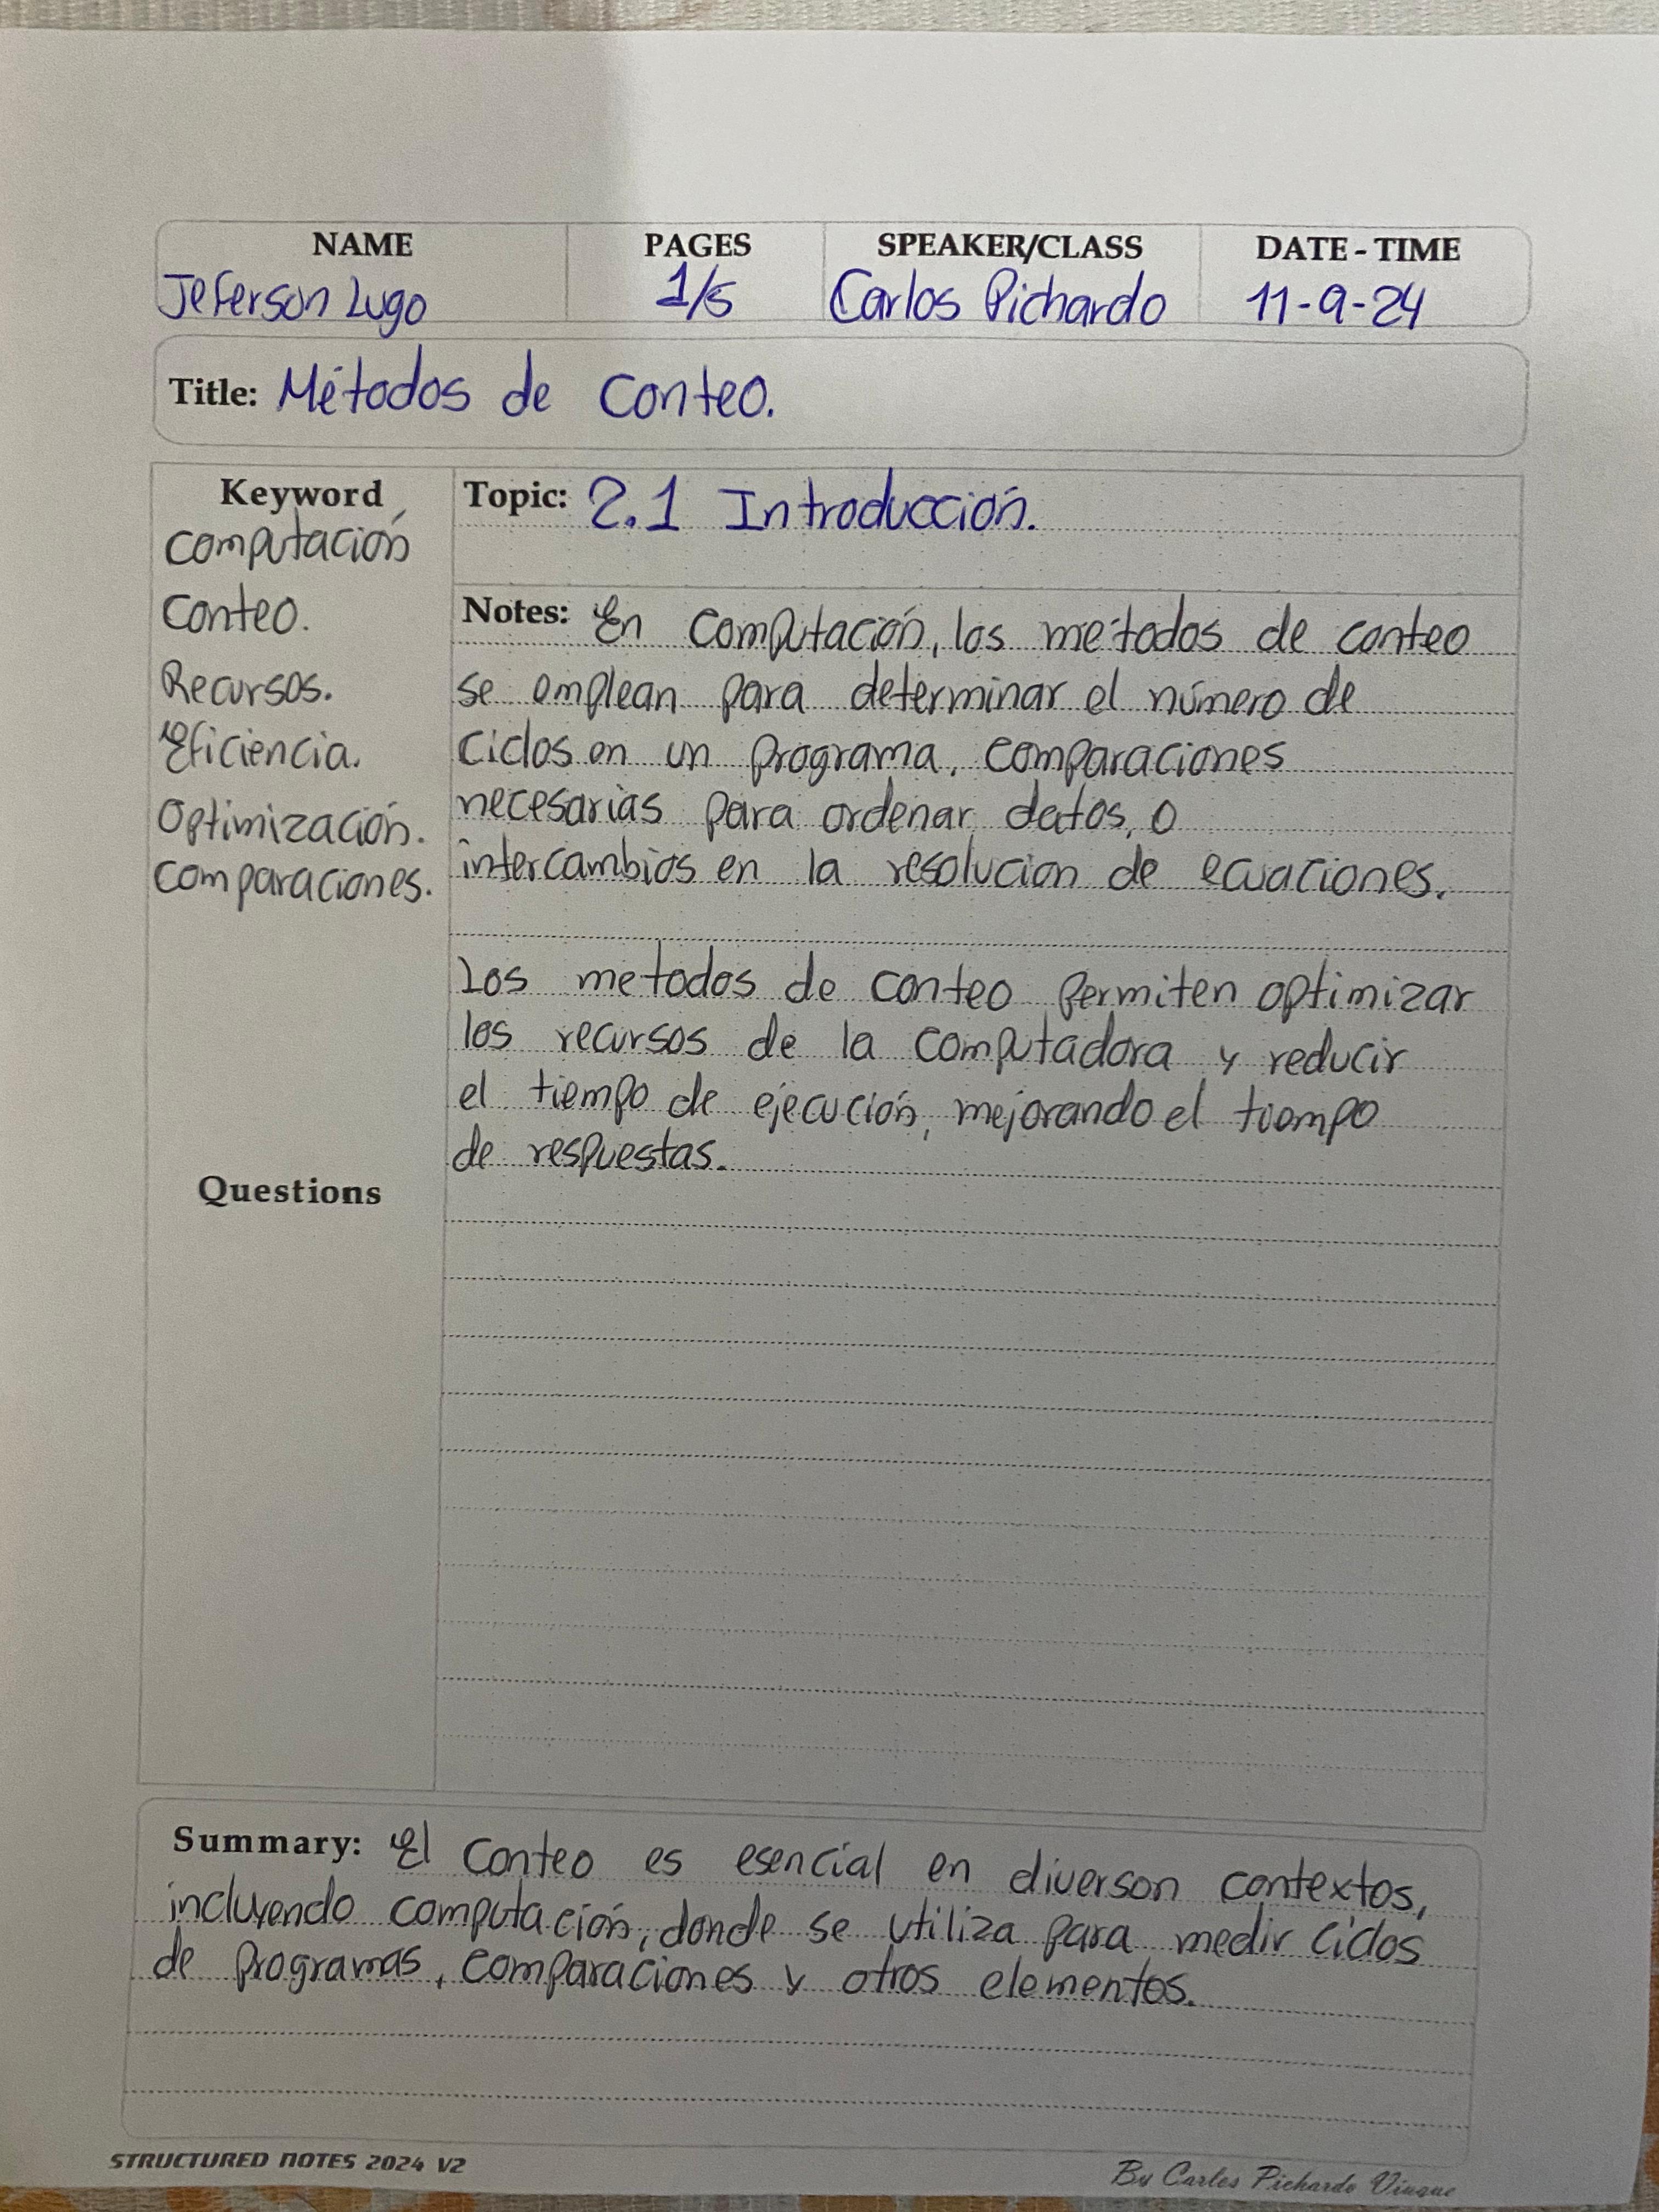 NAME PAGES SPEAKER/CLASS DATE - TIME
Jeferson Lugo 1/5 Carlos Pichardo 11-9-24
Title: Métodos de Conteo.
Keyword
computación
Conteo.
Recursos.
Eficiencia.
Optimización.
Comparaciones.
Questions
Topic: 2.1 Introducción.
Notes: En Computación, los métodos de conteo
se emplean para determinar el número de
Ciclos en un programa, comparaciones
necesarias para ordenar datos, o
intercambios en la resolucion de ecuaciones.
Los metodos de conteo permiten optimizar
los recursos de la computadora y reducir
el tiempo de ejecución, mejorando el tiempo
de respuestas.
Summary: El Conteo es esencial en diverson contextos,
incluyendo computación, donde se utiliza para medir Ciclos
de programas, comparaciones y otros elementos.
STRUCTURED NOTES 2024 V2
By Carlos Pichardo Viuque